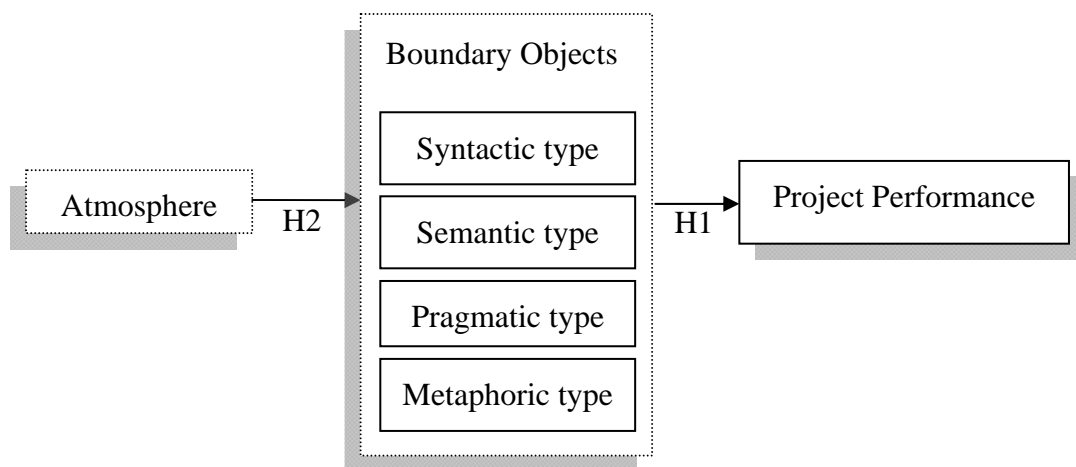 Boundary Objects
Syntactic type
Atmosphere
H2
Semantic type
H1
Project Performance
Pragmatic type
Metaphoric type